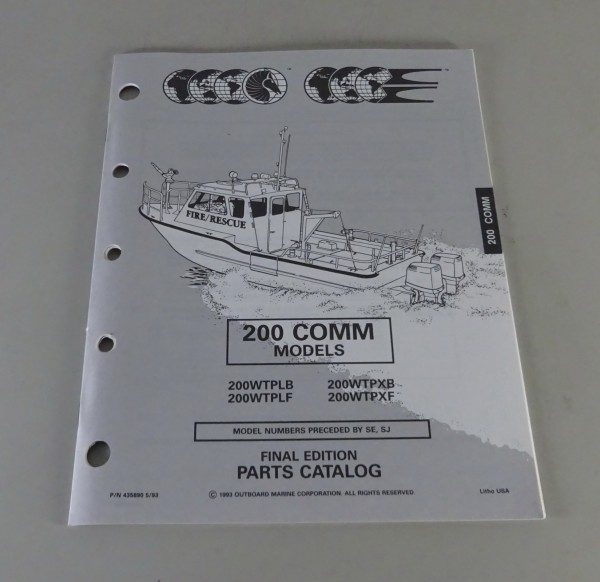 FIRE/RESCUE
200 COMM
200 COMM
MODELS
200WTPLB 200WTPXB
200WTPLF 200WTPXF
MODEL NUMBERS PRECEDED BY SE, SJ
FINAL EDITION
PARTS CATALOG
P/N 435890 5/93 © 1993 OUTBOARD MARINE CORPORATION. ALL RIGHTS RESERVED. Litho USA